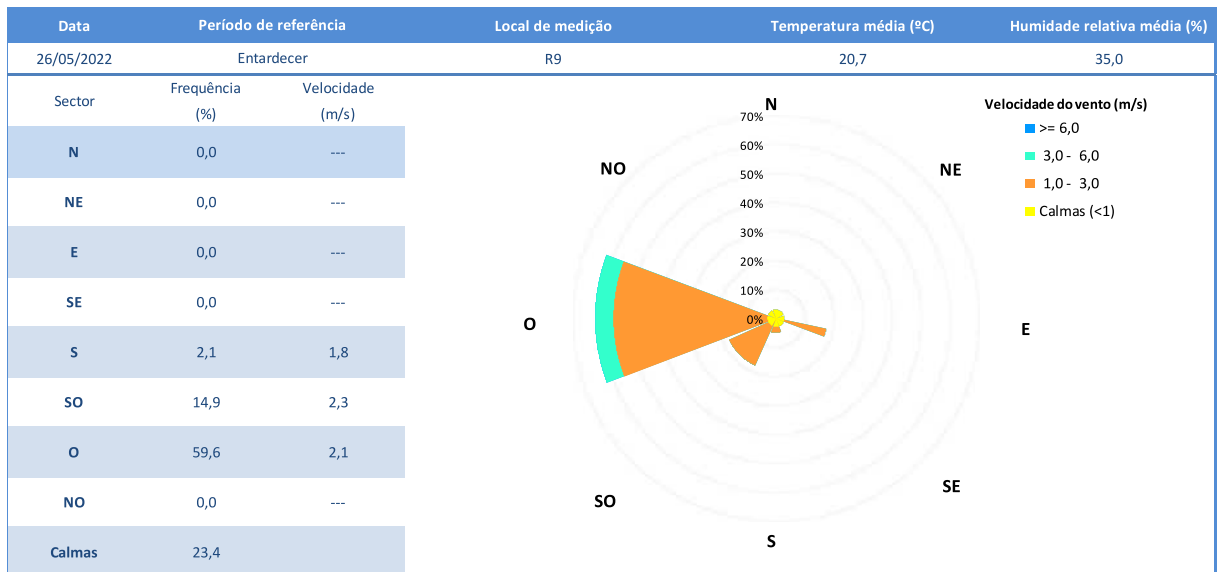 Data Período de referência Local de medição Temperatura média (ºC) Humidade relativa média (%)
26/05/2022 Entardecer R9 20,7 35,0
Sector Frequência (%) Velocidade (m/s)
N 0,0 ---
NE 0,0 ---
E 0,0 ---
SE 0,0 ---
S 2,1 1,8
SO 14,9 2,3
O 59,6 2,1
NO 0,0 ---
Calmas 23,4
N
70%
60%
50%
40%
30%
20%
10%
0%
NO
NE
O
E
SO
SE
S
Velocidade do vento (m/s)
>= 6,0
3,0 - 6,0
1,0 - 3,0
Calmas (<1)